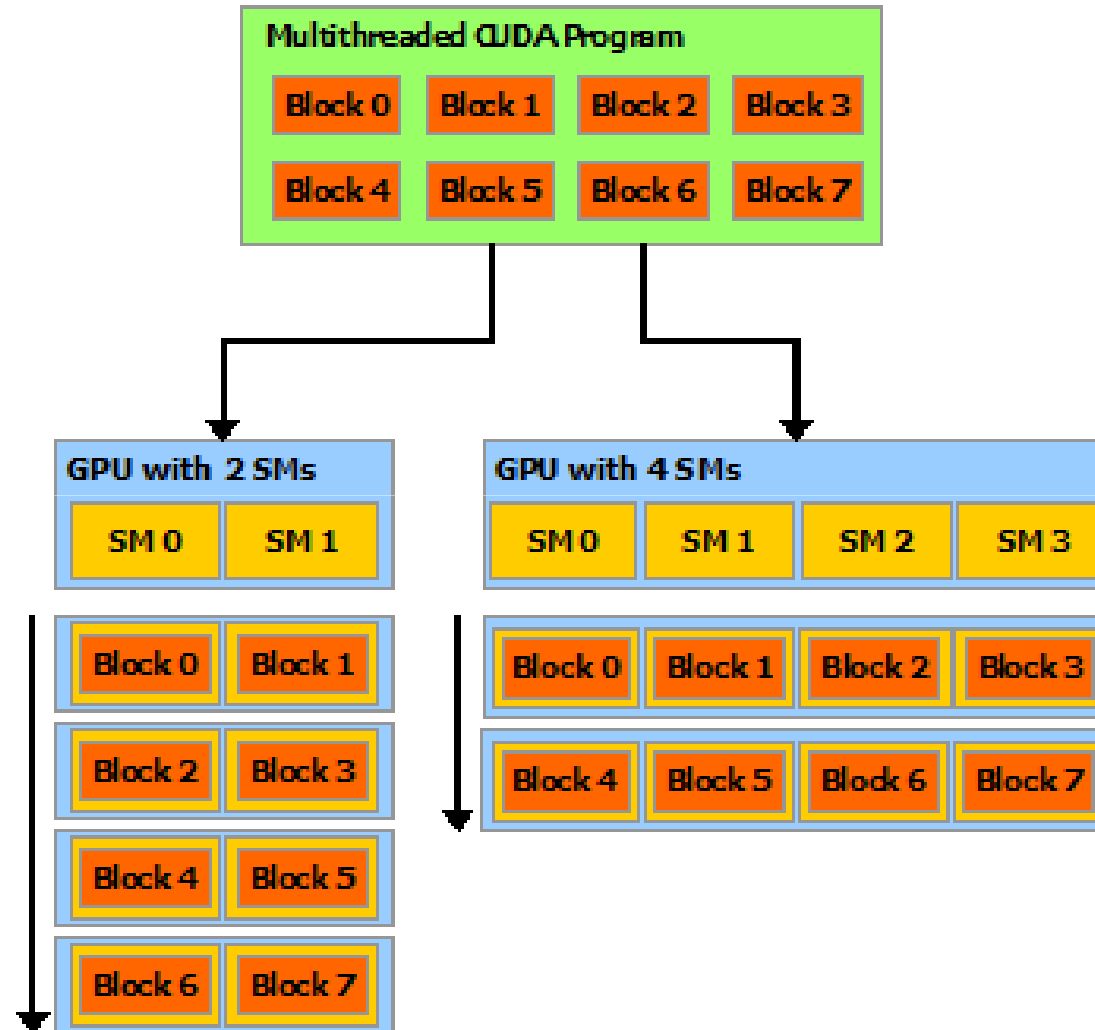 Multithreaded CUDA Program
Block 0 Block 1 Block 2 Block 3
Block 4 Block 5 Block 6 Block 7
GPU with 2 SMs
SM 0 SM 1
Block 0 Block 1
Block 2 Block 3
Block 4 Block 5
Block 6 Block 7
GPU with 4 SMs
SM 0 SM 1 SM 2 SM 3
Block 0 Block 1 Block 2 Block 3
Block 4 Block 5 Block 6 Block 7